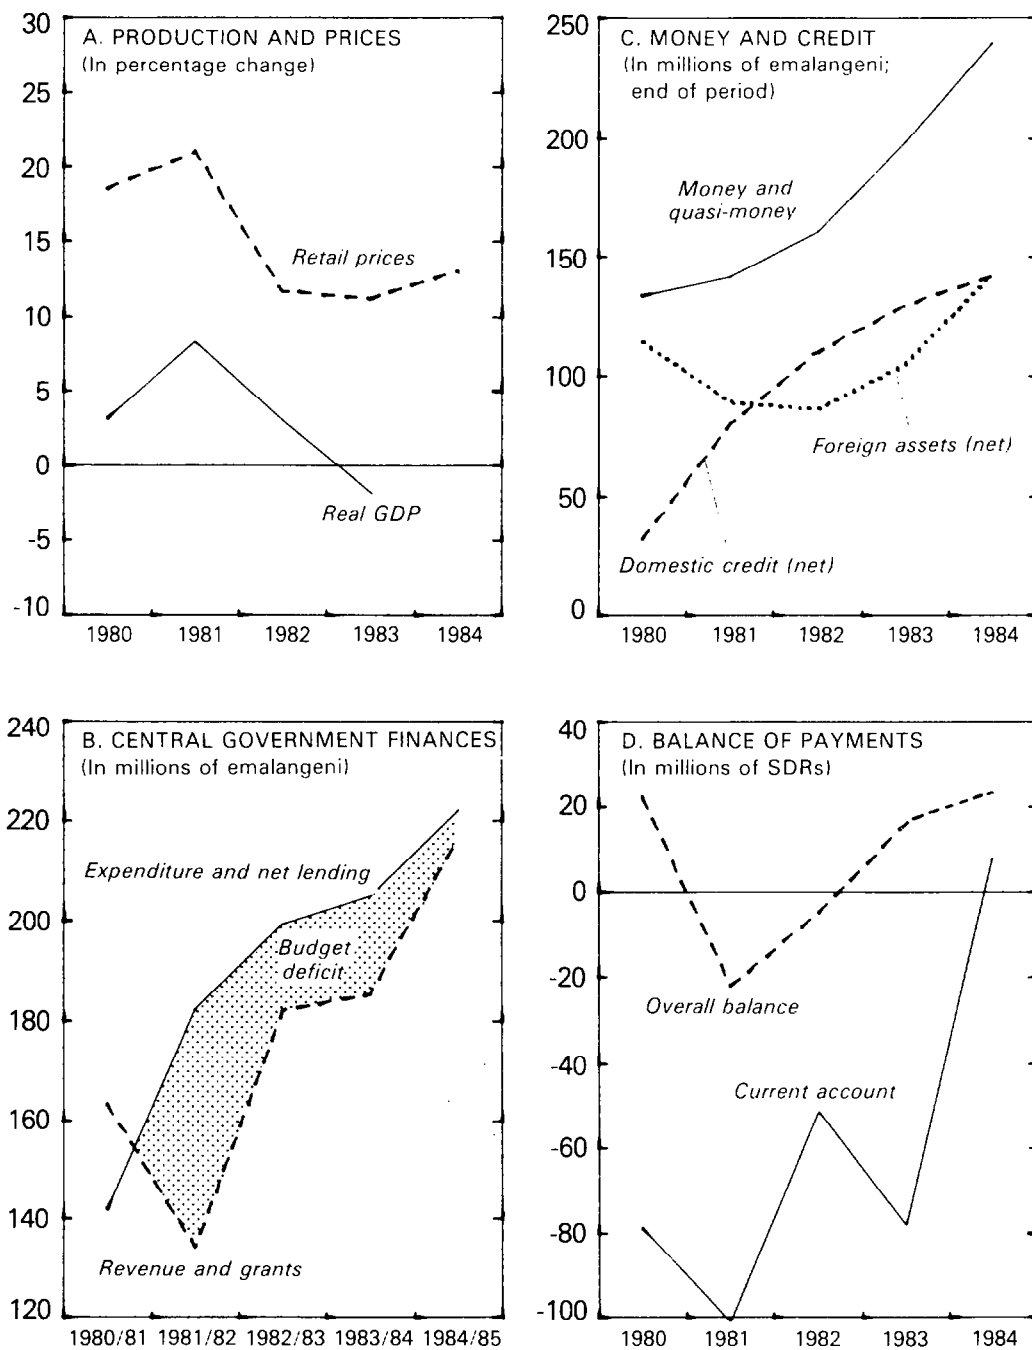 A. PRODUCTION AND PRICES
(In percentage change)
30
25
20
15
10
5
0
-5
-10
Retail prices
Real GDP
1980 1981 1982 1983 1984
C. MONEY AND CREDIT
(In millions of emalangeni;
end of period)
250
200
150
100
50
0
Money and
quasi-money
Foreign assets (net)
Domestic credit (net)
1980 1981 1982 1983 1984
B. CENTRAL GOVERNMENT FINANCES
(In millions of emalangeni)
240
220
200
180
160
140
120
Expenditure and net lending
Budget
deficit
Revenue and grants
1980/81 1981/82 1982/83 1983/84 1984/85
D. BALANCE OF PAYMENTS
(In millions of SDRs)
40
20
0
-20
-40
-60
-80
-100
Overall balance
Current account
1980 1981 1982 1983 1984